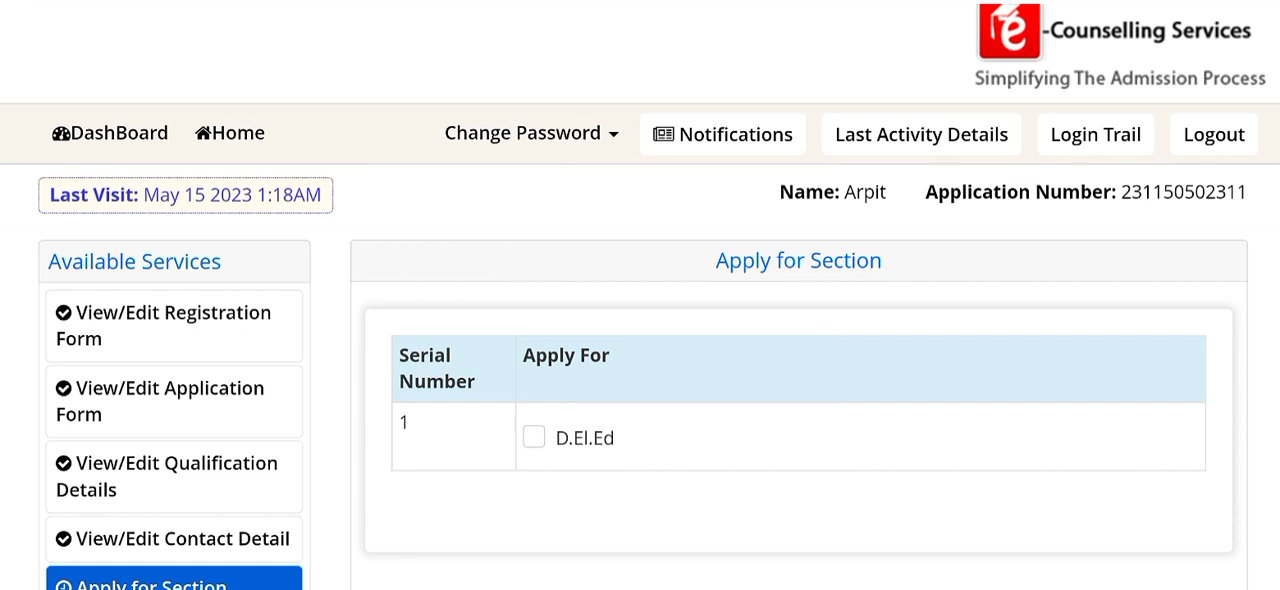 e-Counselling Services
Simplifying The Admission Process
DashBoard Home Change Password Notifications Last Activity Details Login Trail Logout
Last Visit: May 15 2023 1:18AM
Name: Arpit Application Number: 231150502311
Available Services
View/Edit Registration
Form
View/Edit Application
Form
View/Edit Qualification
Details
View/Edit Contact Detail
Apply for Section
Apply for Section
Serial
Number
Apply For
1
D.El.Ed